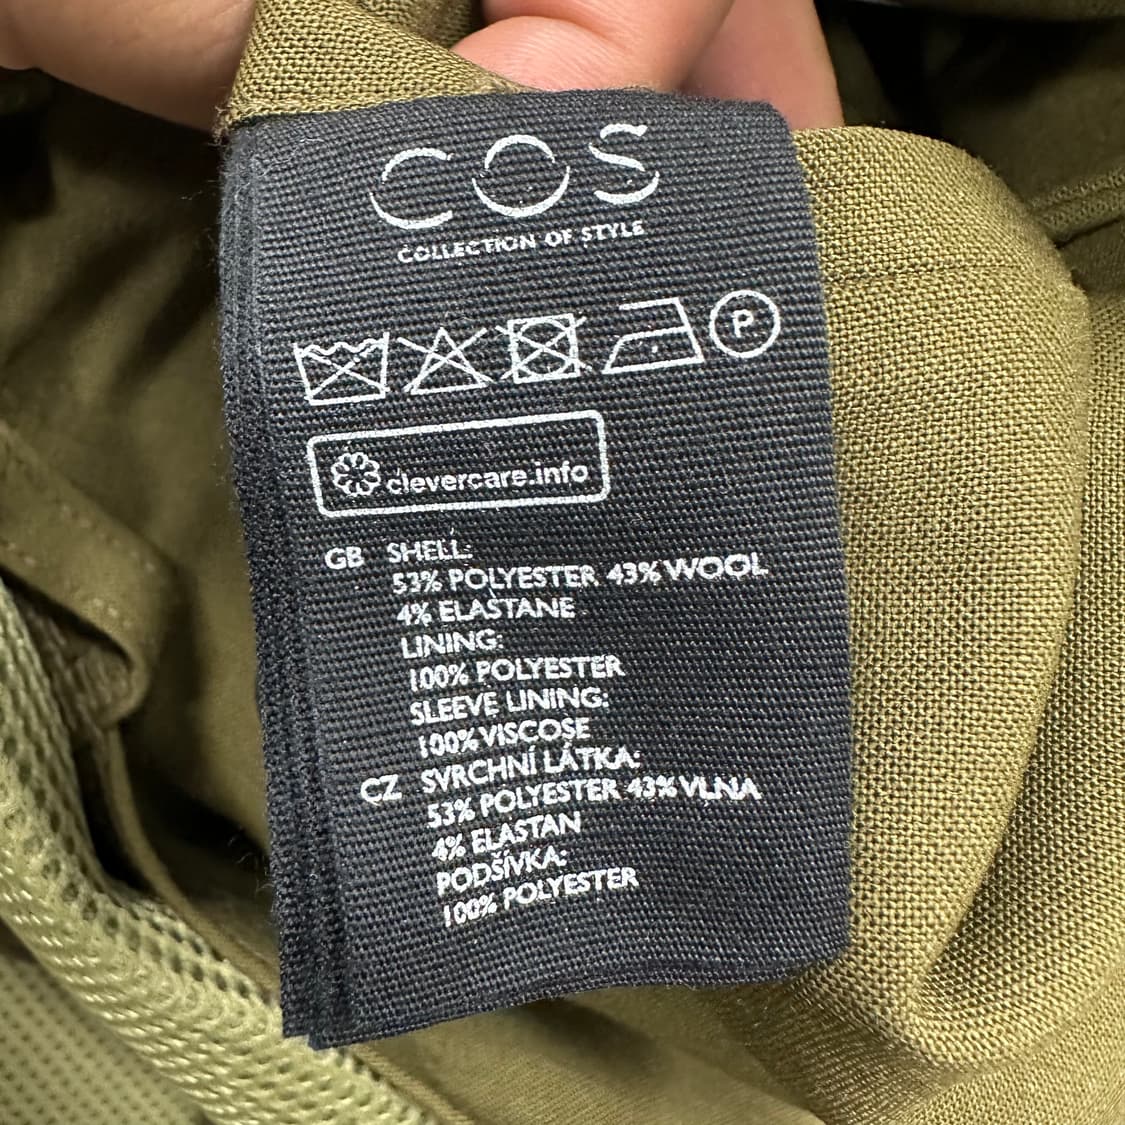 COS
COLLECTION OF STYLE
P
clevercare.info
GB SHELL:
53% POLYESTER 43% WOOL
4% ELASTANE
LINING:
100% POLYESTER
SLEEVE LINING:
100% VISCOSE
CZ SVRCHNÍ LÁTKA:
53% POLYESTER 43% VLNA
4% ELASTAN
PODŠÍVKA:
100% POLYESTER